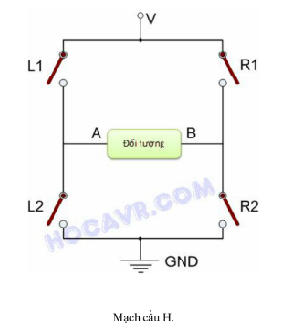 V
L1
R1
A
B
Đối tượng
L2
R2
HOCAVR.COM
GND
Mạch cầu H.